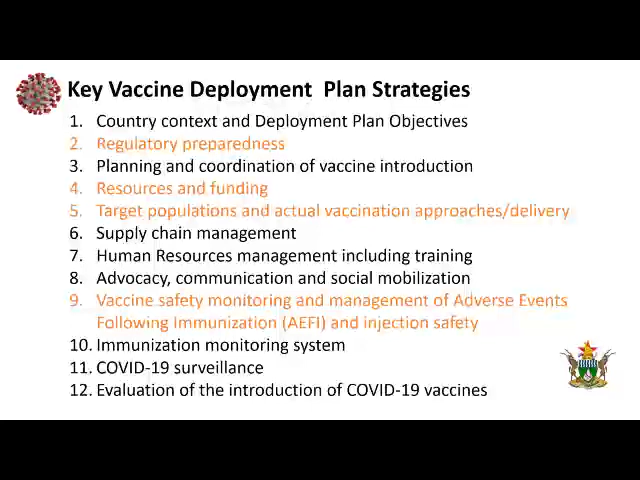 Key Vaccine Deployment  Plan Strategies
1. Country context and Deployment Plan Objectives
2. Regulatory preparedness
3. Planning and coordination of vaccine introduction
4. Resources and funding
5. Target populations and actual vaccination approaches/delivery
6. Supply chain management
7. Human Resources management including training
8. Advocacy, communication and social mobilization
9. Vaccine safety monitoring and management of Adverse Events
Following Immunization (AEFI) and injection safety
10. Immunization monitoring system
11. COVID-19 surveillance
12. Evaluation of the introduction of COVID-19 vaccines